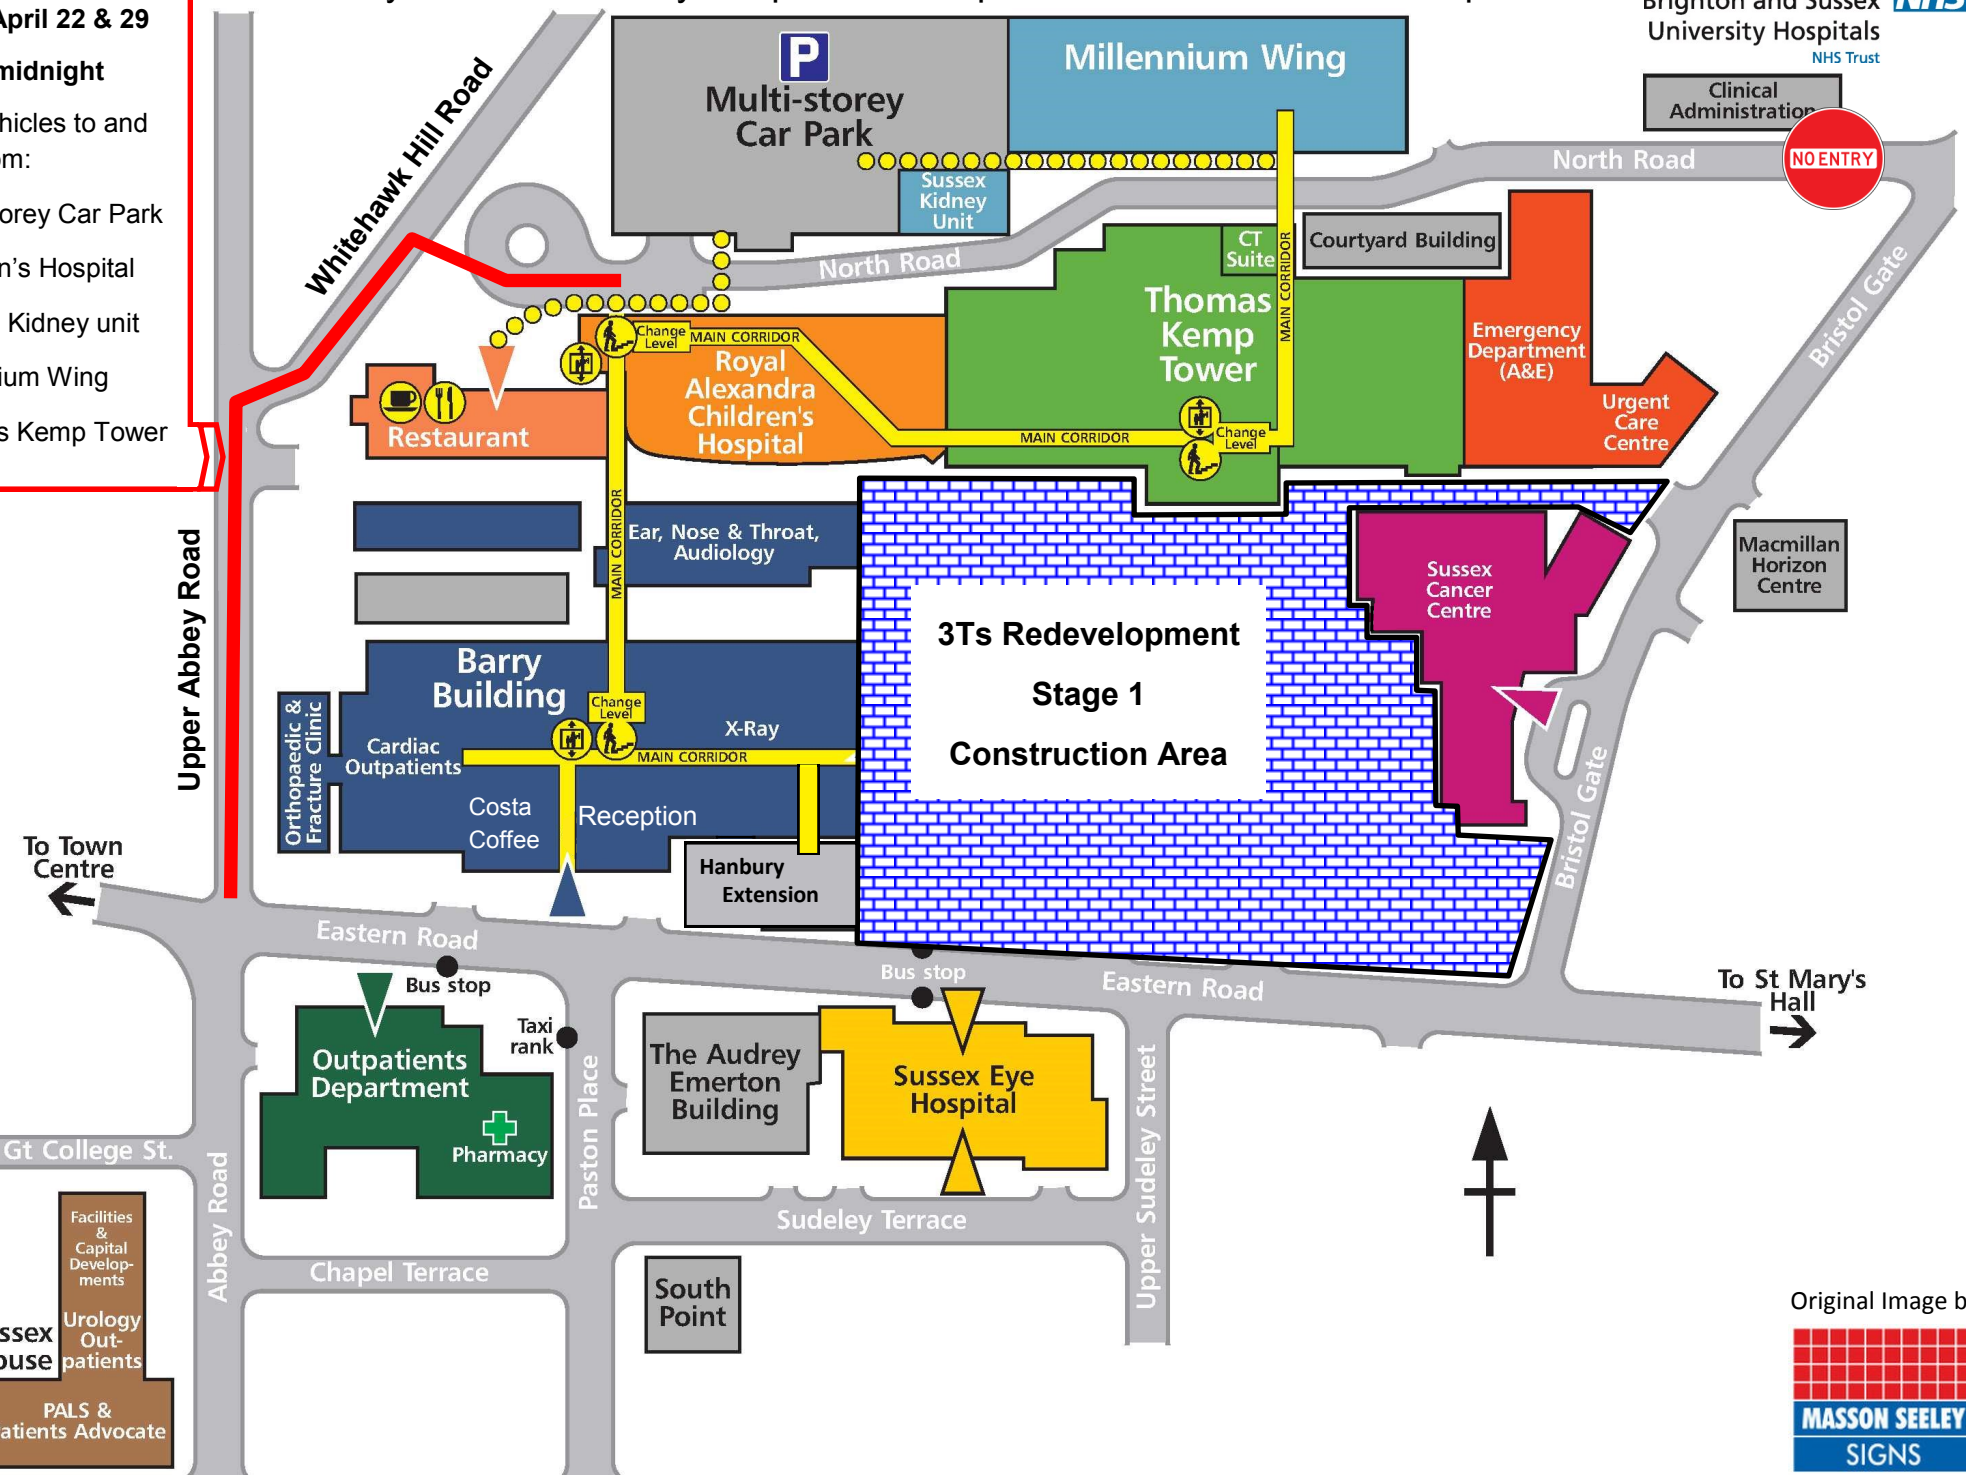 April 22 & 29
midnight
hicles to and
om:
orey Car Park
n's Hospital
Kidney unit
ium Wing
s Kemp Tower
Brighton and Sussex NHS
University Hospitals
NHS Trust
Clinical
Administration
NO ENTRY
Whitehawk Hill Road
P
Multi-storey
Car Park
Millennium Wing
Sussex
Kidney
Unit
North Road
North Road
CT
Suite
Courtyard Building
MAIN CORRIDOR
Thomas
Kemp
Tower
Emergency
Department
(A&E)
Urgent
Care
Centre
Bristol Gate
Change
Level
MAIN CORRIDOR
Royal
Alexandra
Children's
Hospital
Restaurant
MAIN CORRIDOR
Change
Level
Upper Abbey Road
MAIN CORRIDOR
Ear, Nose & Throat,
Audiology
3Ts Redevelopment
Stage 1
Construction Area
Sussex
Cancer
Centre
Macmillan
Horizon
Centre
Barry
Building
Change
Level
Orthopaedic &
Fracture Clinic
Cardiac
Outpatients
X-Ray
MAIN CORRIDOR
Costa
Coffee
Reception
Hanbury
Extension
Bristol Gate
To Town
Centre
Eastern Road
Bus stop
Bus stop
Eastern Road
To St Mary's
Hall
Taxi
rank
Outpatients
Department
Pharmacy
Paston Place
The Audrey
Emerton
Building
Sussex Eye
Hospital
Upper Sudeley Street
Gt College St.
Abbey Road
Sudeley Terrace
Chapel Terrace
South
Point
Facilities
&
Capital
Develop-
ments
Urology
Out-
patients
ssex
ouse
PALS &
atients Advocate
Original Image b
MASSON SEELEY
SIGNS